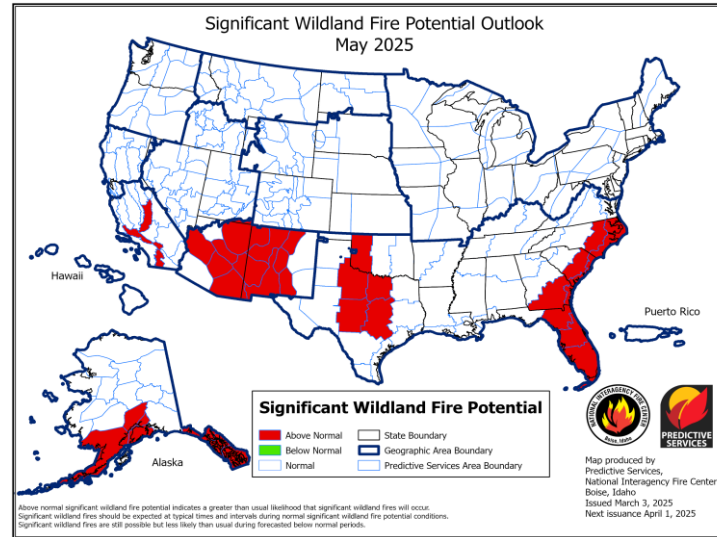 Significant Wildland Fire Potential Outlook
May 2025
Hawaii
Puerto Rico
Alaska
Significant Wildland Fire Potential
Above Normal
Below Normal
Normal
State Boundary
Geographic Area Boundary
Predictive Services Area Boundary
NATIONAL INTERAGENCY FIRE CENTER
Boise, Idaho
PREDICTIVE
SERVICES
Map produced by
Predictive Services,
National Interagency Fire Center
Boise, Idaho
Issued March 3, 2025
Next issuance April 1, 2025
Above normal significant wildland fire potential indicates a greater than usual likelihood that significant wildland fires will occur.
Significant wildland fires should be expected at typical times and intervals during normal significant wildland fire potential conditions.
Significant wildland fires are still possible but less likely than usual during forecasted below normal periods.